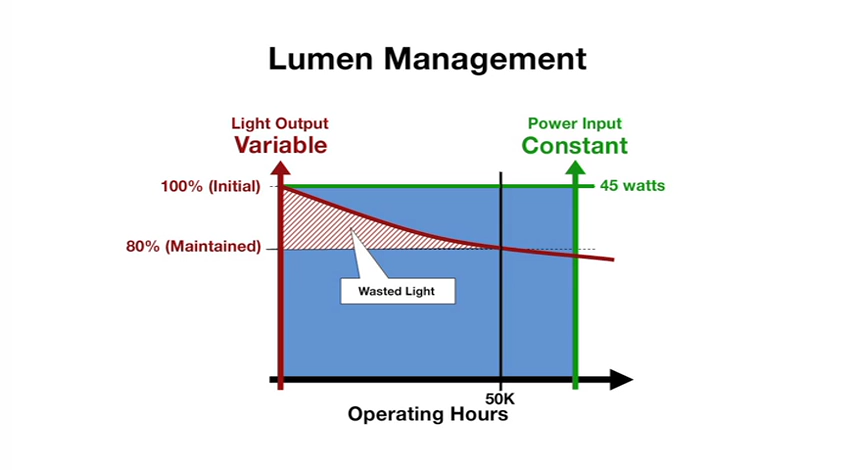 Lumen Management
Light Output
Variable
Power Input
Constant
100% (Initial)
45 watts
80% (Maintained)
Wasted Light
50K
Operating Hours